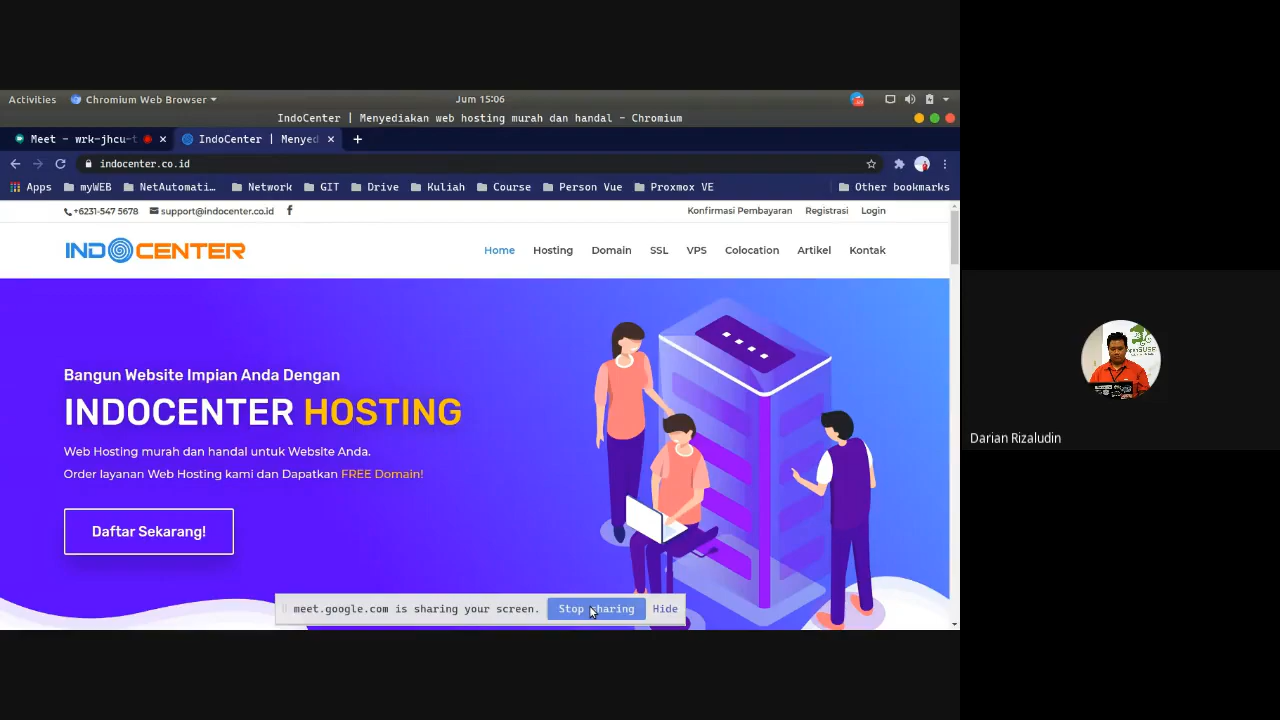 Activities Chromium Web Browser Jum 15:06
IndoCenter | Menyediakan web hosting murah dan handal - Chromium
Meet - wrk-jhcu-t IndoCenter | Menyed
indocenter.co.id
Apps myWEB NetAutomati… Network GIT Drive Kuliah Course Person Vue Proxmox VE Other bookmarks
+6231-547 5678 support@indocenter.co.id Konfirmasi Pembayaran Registrasi Login
INDOCENTER Home Hosting Domain SSL VPS Colocation Artikel Kontak
Bangun Website Impian Anda Dengan
INDOCENTER HOSTING
Web Hosting murah dan handal untuk Website Anda.
Order layanan Web Hosting kami dan Dapatkan FREE Domain!
Daftar Sekarang!
meet.google.com is sharing your screen. Stop sharing Hide
Darian Rizaludin